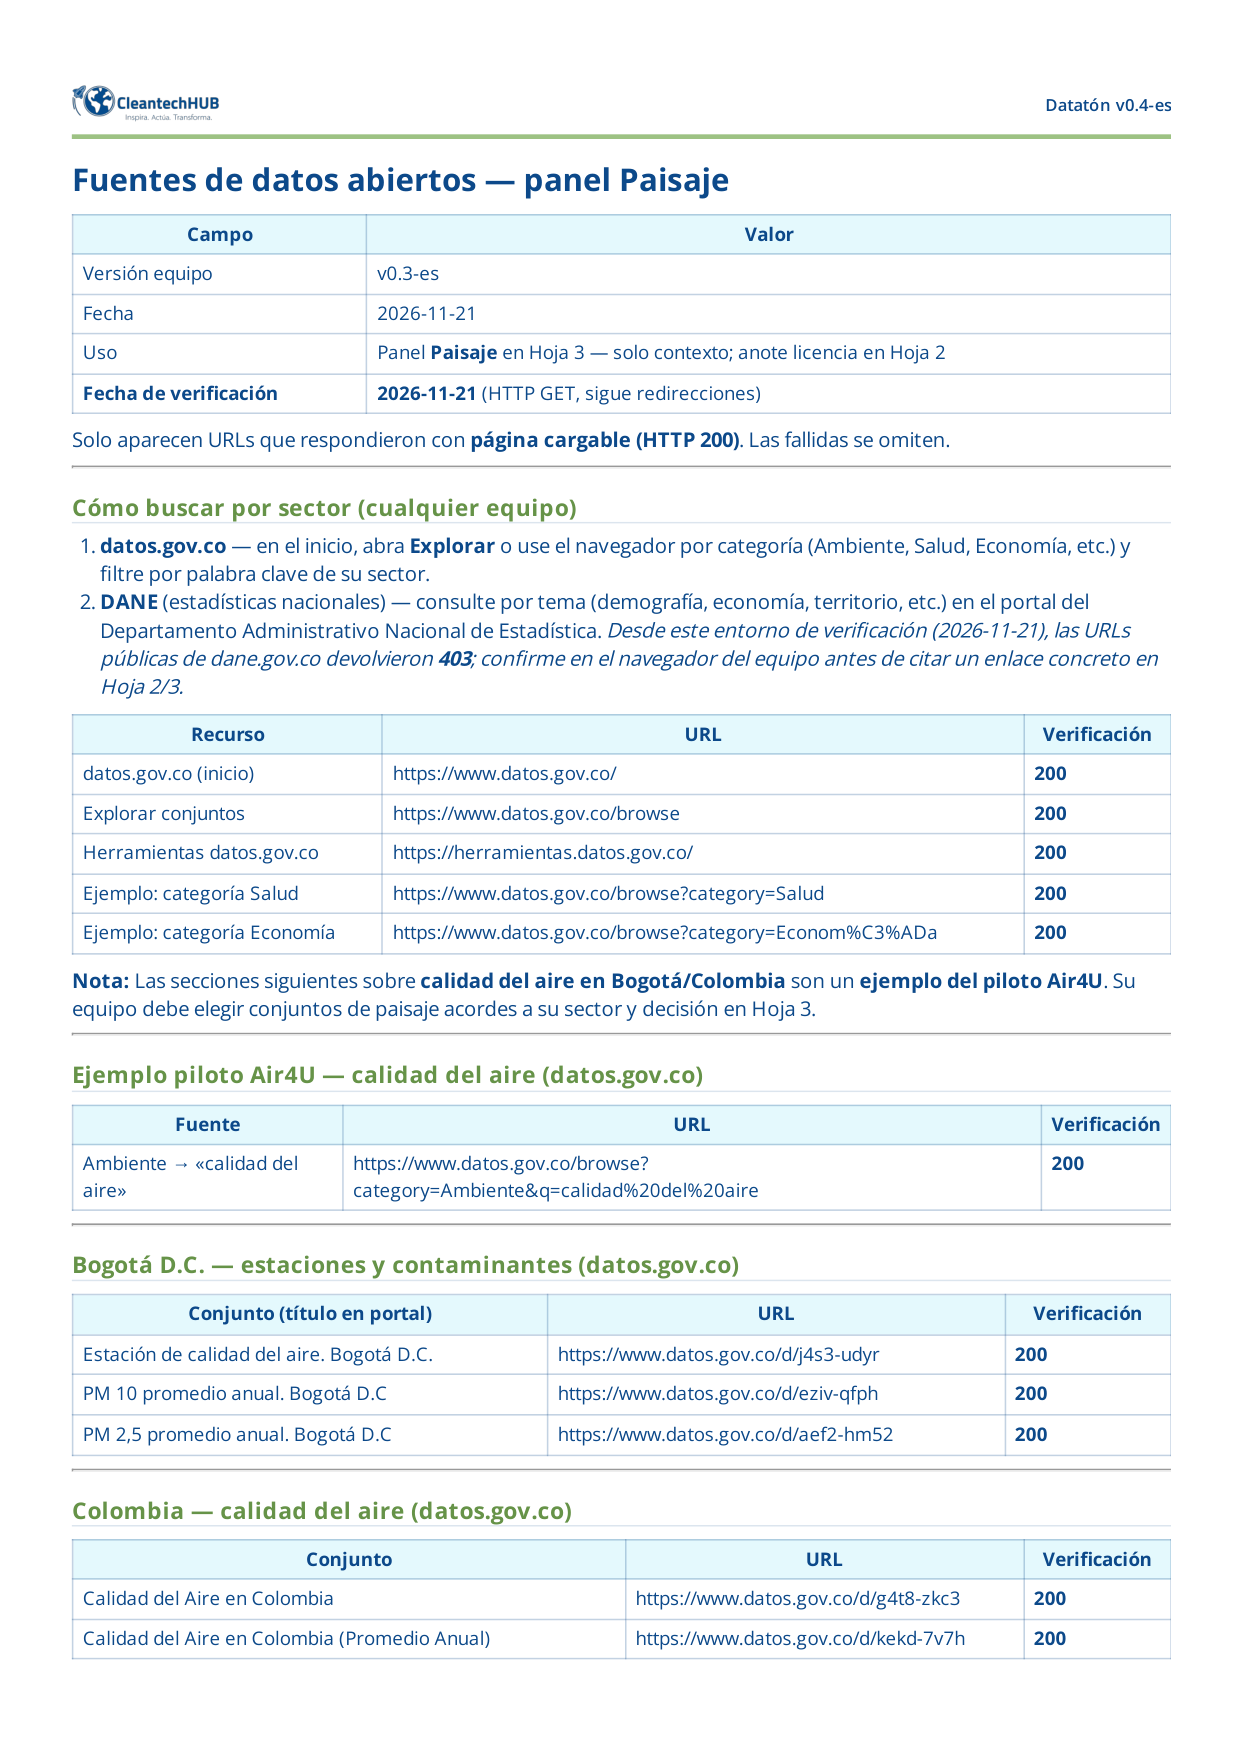 CleantechHUB
Inspira. Actúa. Transforma.
Datatón v0.4-es
Fuentes de datos abiertos — panel Paisaje
Campo Valor
Versión equipo v0.3-es
Fecha 2026-11-21
Uso Panel Paisaje en Hoja 3 — solo contexto; anote licencia en Hoja 2
Fecha de verificación 2026-11-21 (HTTP GET, sigue redirecciones)
Solo aparecen URLs que respondieron con página cargable (HTTP 200). Las fallidas se omiten.
Cómo buscar por sector (cualquier equipo)
1. datos.gov.co — en el inicio, abra Explorar o use el navegador por categoría (Ambiente, Salud, Economía, etc.) y
filtre por palabra clave de su sector.
2. DANE (estadísticas nacionales) — consulte por tema (demografía, economía, territorio, etc.) en el portal del
Departamento Administrativo Nacional de Estadística. Desde este entorno de verificación (2026-11-21), las URLs
públicas de dane.gov.co devolvieron 403; confirme en el navegador del equipo antes de citar un enlace concreto en
Hoja 2/3.
Recurso URL Verificación
datos.gov.co (inicio) https://www.datos.gov.co/ 200
Explorar conjuntos https://www.datos.gov.co/browse 200
Herramientas datos.gov.co https://herramientas.datos.gov.co/ 200
Ejemplo: categoría Salud https://www.datos.gov.co/browse?category=Salud 200
Ejemplo: categoría Economía https://www.datos.gov.co/browse?category=Econom%C3%ADa 200
Nota: Las secciones siguientes sobre calidad del aire en Bogotá/Colombia son un ejemplo del piloto Air4U. Su
equipo debe elegir conjuntos de paisaje acordes a su sector y decisión en Hoja 3.
Ejemplo piloto Air4U — calidad del aire (datos.gov.co)
Fuente URL Verificación
Ambiente → «calidad del https://www.datos.gov.co/browse? 200
aire» category=Ambiente&q=calidad%20del%20aire
Bogotá D.C. — estaciones y contaminantes (datos.gov.co)
Conjunto (título en portal) URL Verificación
Estación de calidad del aire. Bogotá D.C. https://www.datos.gov.co/d/j4s3-udyr 200
PM 10 promedio anual. Bogotá D.C https://www.datos.gov.co/d/eziv-qfph 200
PM 2,5 promedio anual. Bogotá D.C https://www.datos.gov.co/d/aef2-hm52 200
Colombia — calidad del aire (datos.gov.co)
Conjunto URL Verificación
Calidad del Aire en Colombia https://www.datos.gov.co/d/g4t8-zkc3 200
Calidad del Aire en Colombia (Promedio Anual) https://www.datos.gov.co/d/kekd-7v7h 200